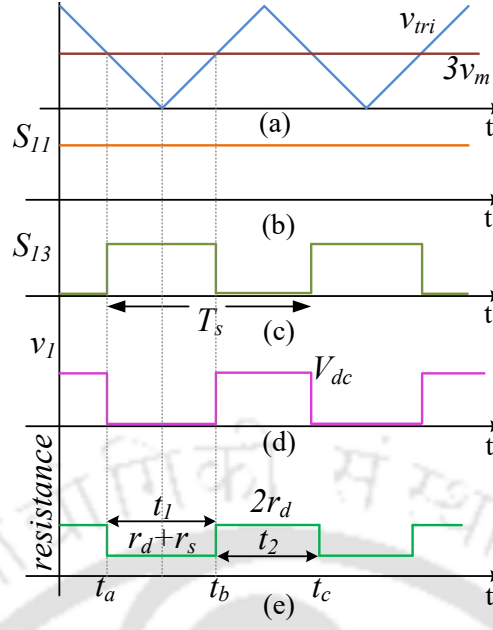 v_tri
3v_m
t
(a)
S_11
t
(b)
S_13
T_s
t
(c)
v_1
V_dc
t
(d)
resistance
t_1
2r_d
r_d+r_s
t_2
t_a
t_b
t_c
t
(e)